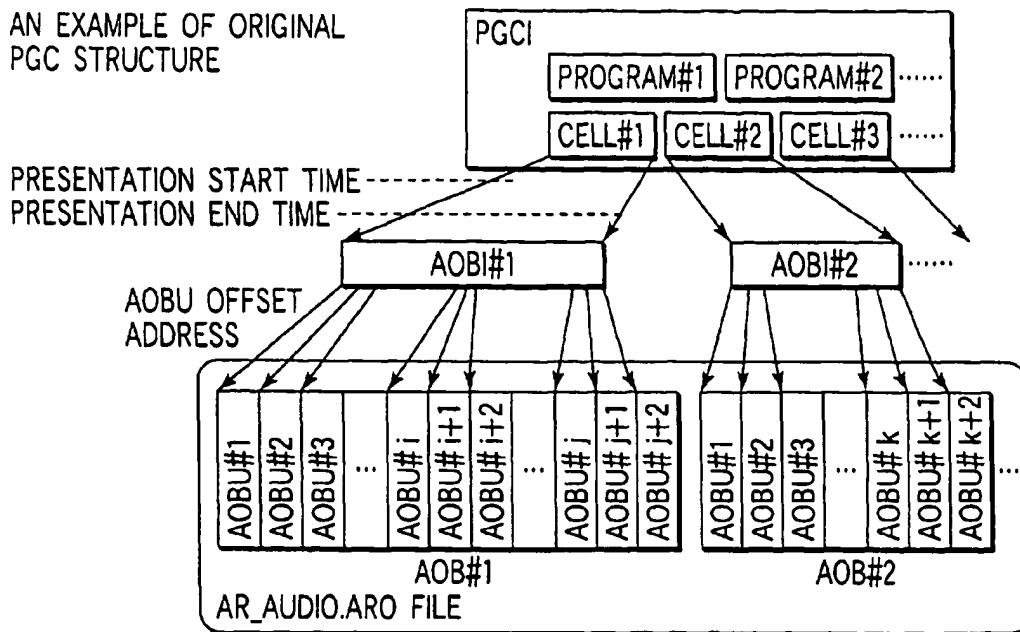 AN EXAMPLE OF ORIGINAL
PGC STRUCTURE
PGCI
PROGRAM#1 PROGRAM#2 ......
CELL#1 CELL#2 CELL#3 ......
PRESENTATION START TIME
PRESENTATION END TIME
AOBI#1 AOBI#2 ......
AOBU OFFSET
ADDRESS
AOBU#1 AOBU#2 AOBU#3 ... AOBU# i AOBU# i+1 AOBU# i+2 ... AOBU# j AOBU# j+1 AOBU# j+2 AOBU#1 AOBU#2 AOBU#3 ... AOBU# k AOBU# k+1 AOBU# k+2 ...
AOB#1 AOB#2
AR_AUDIO.ARO FILE